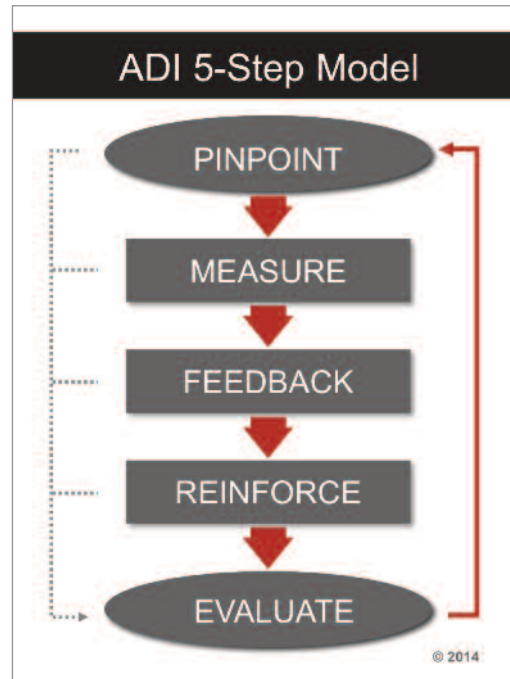 ADI 5-Step Model
PINPOINT
MEASURE
FEEDBACK
REINFORCE
EVALUATE
© 2014